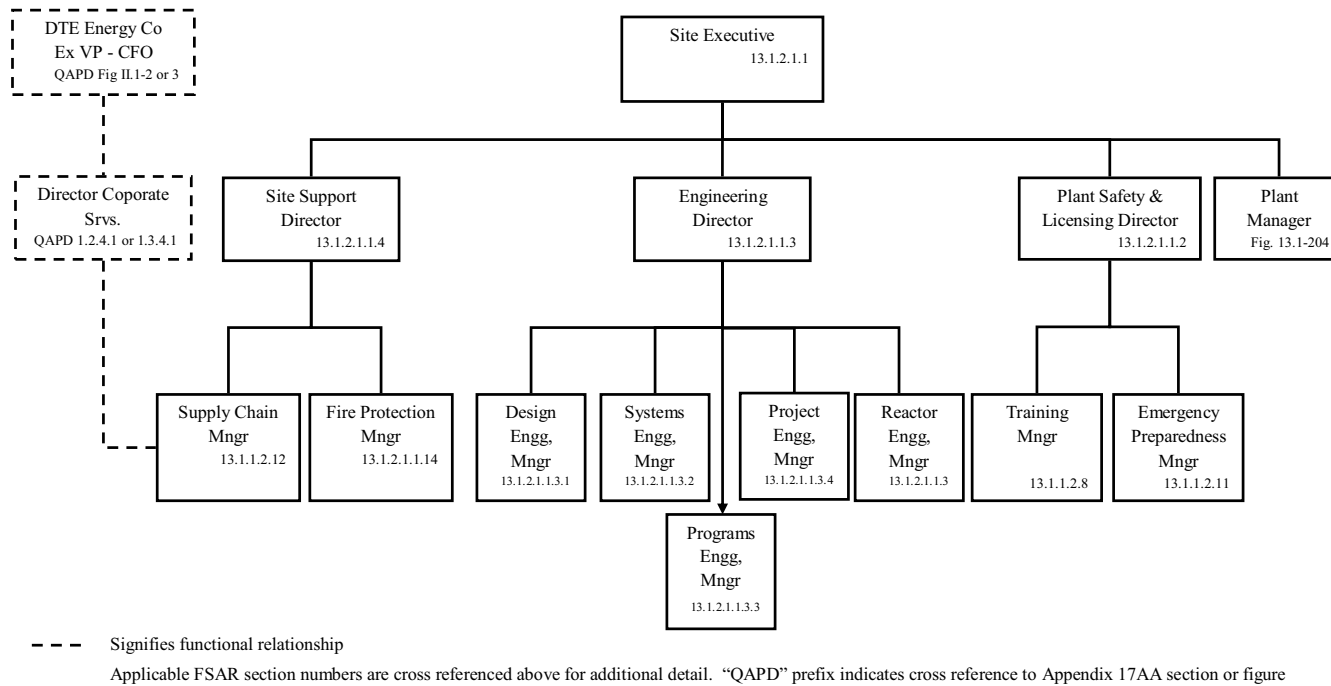 DTE Energy Co
Ex VP - CFO
QAPD Fig II.1-2 or 3
Site Executive
13.1.2.1.1
Director Coporate
Srvs.
QAPD 1.2.4.1 or 1.3.4.1
Site Support
Director
13.1.2.1.1.4
Engineering
Director
13.1.2.1.1.3
Plant Safety &
Licensing Director
13.1.2.1.1.2
Plant
Manager
Fig. 13.1-204
Supply Chain
Mngr
13.1.1.2.12
Fire Protection
Mngr
13.1.2.1.1.14
Design
Engg,
Mngr
13.1.2.1.1.3.1
Systems
Engg,
Mngr
13.1.2.1.1.3.2
Project
Engg,
Mngr
13.1.2.1.1.3.4
Reactor
Engg,
Mngr
13.1.2.1.1.3
Training
Mngr
13.1.1.2.8
Emergency
Preparedness
Mngr
13.1.1.2.11
Programs
Engg,
Mngr
13.1.2.1.1.3.3
Signifies functional relationship
Applicable FSAR section numbers are cross referenced above for additional detail. “QAPD” prefix indicates cross reference to Appendix 17AA section or figure